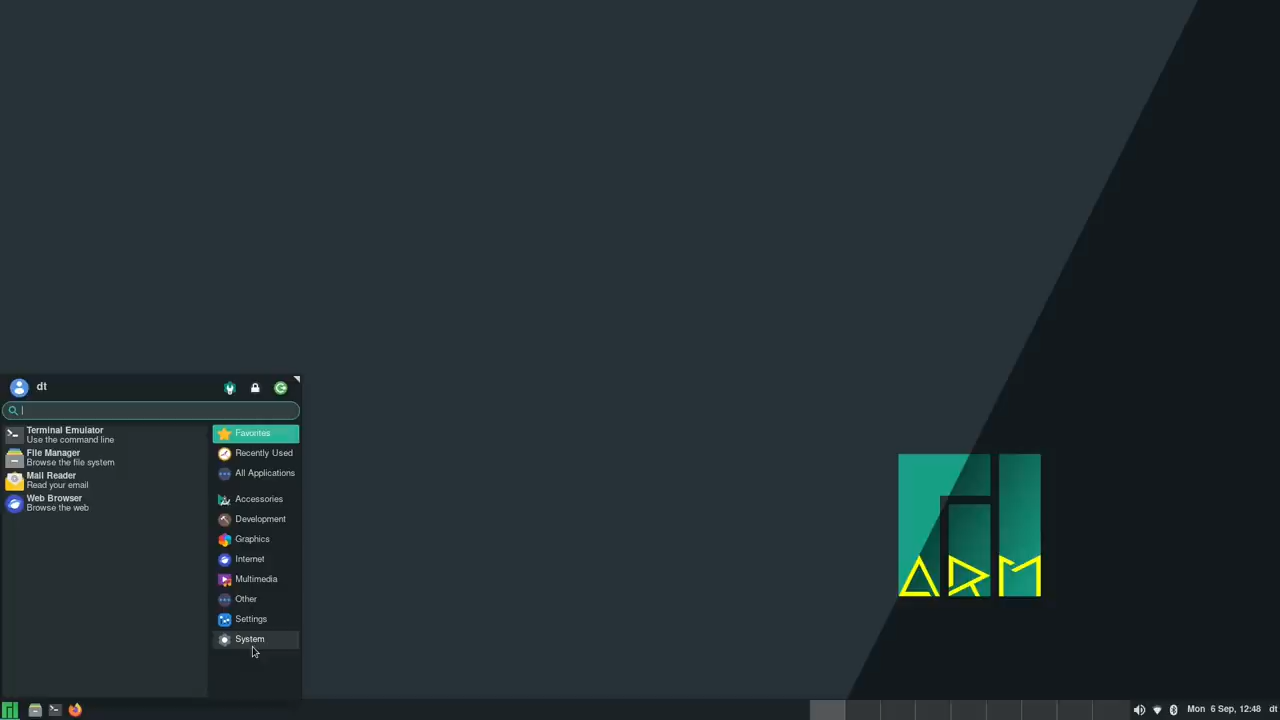 dt
Terminal Emulator
Use the command line
File Manager
Browse the file system
Mail Reader
Read your email
Web Browser
Browse the web
Favorites
Recently Used
All Applications
Accessories
Development
Graphics
Internet
Multimedia
Other
Settings
System
ARM
Mon 6 Sep, 12:48 dt